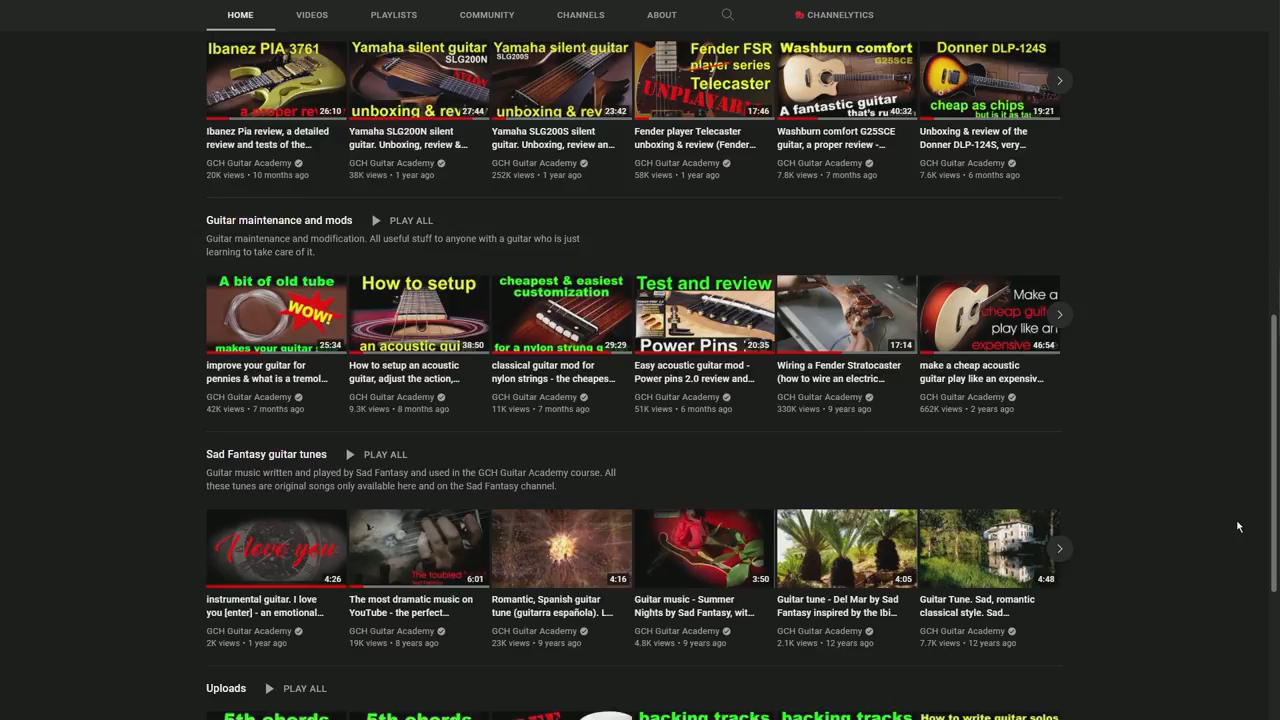 HOME VIDEOS PLAYLISTS COMMUNITY CHANNELS ABOUT CHANNELYTICS
Ibanez PIA 3761
26:10
Yamaha silent guitar
SLG200N
NYLON
unboxing & rev
27:44
Yamaha silent guitar
SLG200S
unboxing & rev
23:42
Fender FSR
player series
Telecaster
17:46
Washburn comfort
G25SCE
A fantastic guitar
that's
40:32
Donner DLP-124S
cheap as chips
but is it as
19:21
Ibanez Pia review, a detailed
review and tests of the...
GCH Guitar Academy
20K views • 10 months ago
Yamaha SLG200N silent
guitar. Unboxing, review &...
GCH Guitar Academy
38K views • 1 year ago
Yamaha SLG200S silent
guitar. Unboxing, review an...
GCH Guitar Academy
252K views • 1 year ago
Fender player Telecaster
unboxing & review (Fender...
GCH Guitar Academy
58K views • 1 year ago
Washburn comfort G25SCE
guitar, a proper review -...
GCH Guitar Academy
7.8K views • 7 months ago
Unboxing & review of the
Donner DLP-124S, very...
GCH Guitar Academy
7.6K views • 6 months ago
Guitar maintenance and mods PLAY ALL
Guitar maintenance and modification. All useful stuff to anyone with a guitar who is just
learning to take care of it.
A bit of old tube
WOW!
makes your guitar
25:34
How to setup
an acoustic gui
38:50
cheapest & easiest
customization
for a nylon strung g
29:29
Test and review
Power Pins
20:35
17:14
Make a
cheap guit
play like an
expensive
46:54
improve your guitar for
pennies & what is a tremol...
GCH Guitar Academy
42K views • 7 months ago
How to setup an acoustic
guitar, adjust the action,...
GCH Guitar Academy
9.3K views • 8 months ago
classical guitar mod for
nylon strings - the cheapes...
GCH Guitar Academy
11K views • 7 months ago
Easy acoustic guitar mod -
Power pins 2.0 review and...
GCH Guitar Academy
51K views • 6 months ago
Wiring a Fender Stratocaster
(how to wire an electric...
GCH Guitar Academy
330K views • 9 years ago
make a cheap acoustic
guitar play like an expensiv...
GCH Guitar Academy
662K views • 2 years ago
Sad Fantasy guitar tunes PLAY ALL
Guitar music written and played by Sad Fantasy and used in the GCH Guitar Academy course. All
these tunes are original songs only available here and on the Sad Fantasy channel.
I love you
4:26
The toubled
6:01
4:16
3:50
4:05
4:48
instrumental guitar. I love
you [enter] - an emotional...
GCH Guitar Academy
2K views • 1 year ago
The most dramatic music on
YouTube - the perfect...
GCH Guitar Academy
19K views • 8 years ago
Romantic, Spanish guitar
tune (guitarra española). L...
GCH Guitar Academy
23K views • 9 years ago
Guitar music - Summer
Nights by Sad Fantasy, wit...
GCH Guitar Academy
4.8K views • 9 years ago
Guitar tune - Del Mar by Sad
Fantasy inspired by the Ibi...
GCH Guitar Academy
2.1K views • 12 years ago
Guitar Tune. Sad, romantic
classical style. Sad...
GCH Guitar Academy
7.7K views • 12 years ago
Uploads PLAY ALL
5th chords
5th chords
backing tracks
backing tracks
How to write guitar solos